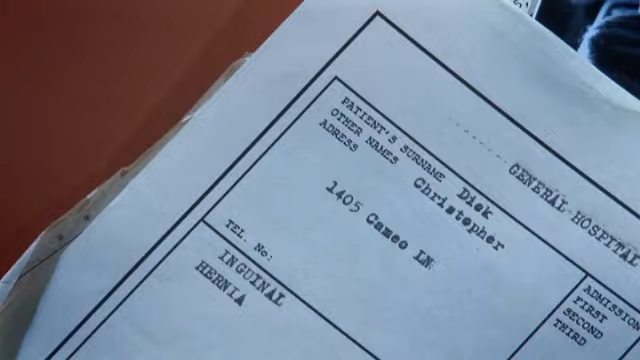 GENERAL HOSPITAL
PATIENT'S SURNAME Dick
OTHER NAMES Christopher
ADRESS
1405 Cameo LN
TEL. No:
INGUINAL
HERNIA
ADMISSION
FIRST
SECOND
THIRD